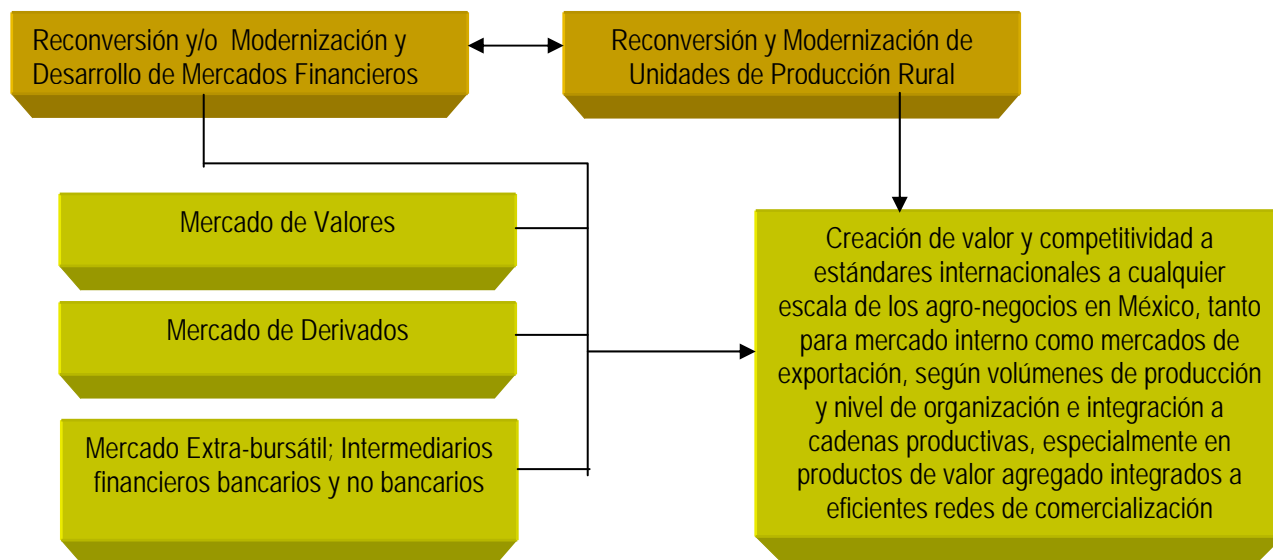 Reconversión y/o Modernización y
Desarrollo de Mercados Financieros
Reconversión y Modernización de
Unidades de Producción Rural
Mercado de Valores
Mercado de Derivados
Mercado Extra-bursátil; Intermediarios
financieros bancarios y no bancarios
Creación de valor y competitividad a
estándares internacionales a cualquier
escala de los agro-negocios en México, tanto
para mercado interno como mercados de
exportación, según volúmenes de producción
y nivel de organización e integración a
cadenas productivas, especialmente en
productos de valor agregado integrados a
eficientes redes de comercialización